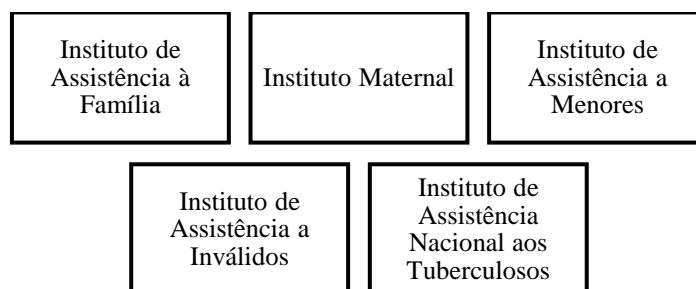 Instituto de
Assistência à
Família
Instituto Maternal
Instituto de
Assistência a
Menores
Instituto de
Assistência a
Inválidos
Instituto de
Assistência
Nacional aos
Tuberculosos